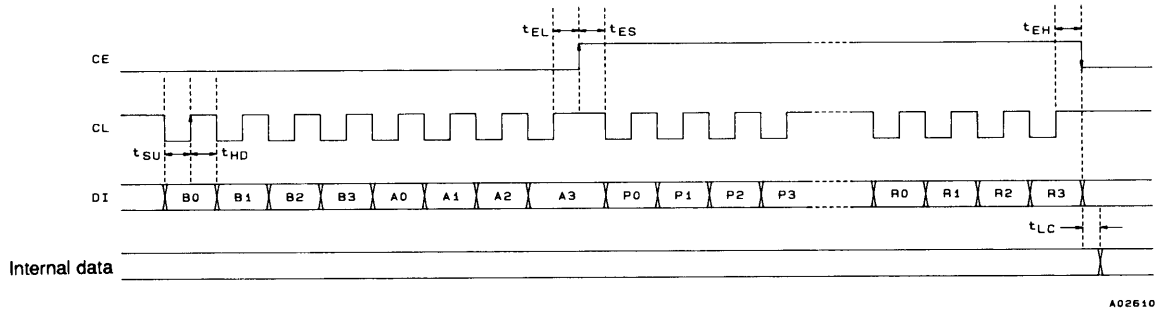 tEL tES tEH
CE
CL
tSU tHD
DI B0 B1 B2 B3 A0 A1 A2 A3 P0 P1 P2 P3 R0 R1 R2 R3
tLC
Internal data
A02610